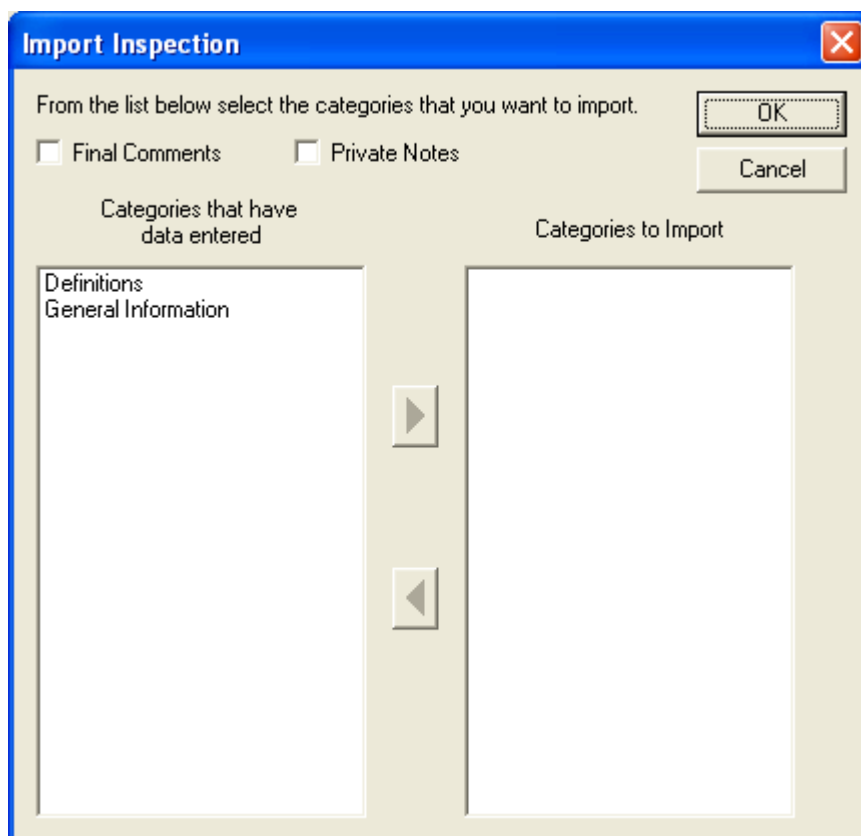 Import Inspection
From the list below select the categories that you want to import.
OK
Final Comments
Private Notes
Cancel
Categories that have
data entered
Categories to Import
Definitions
General Information